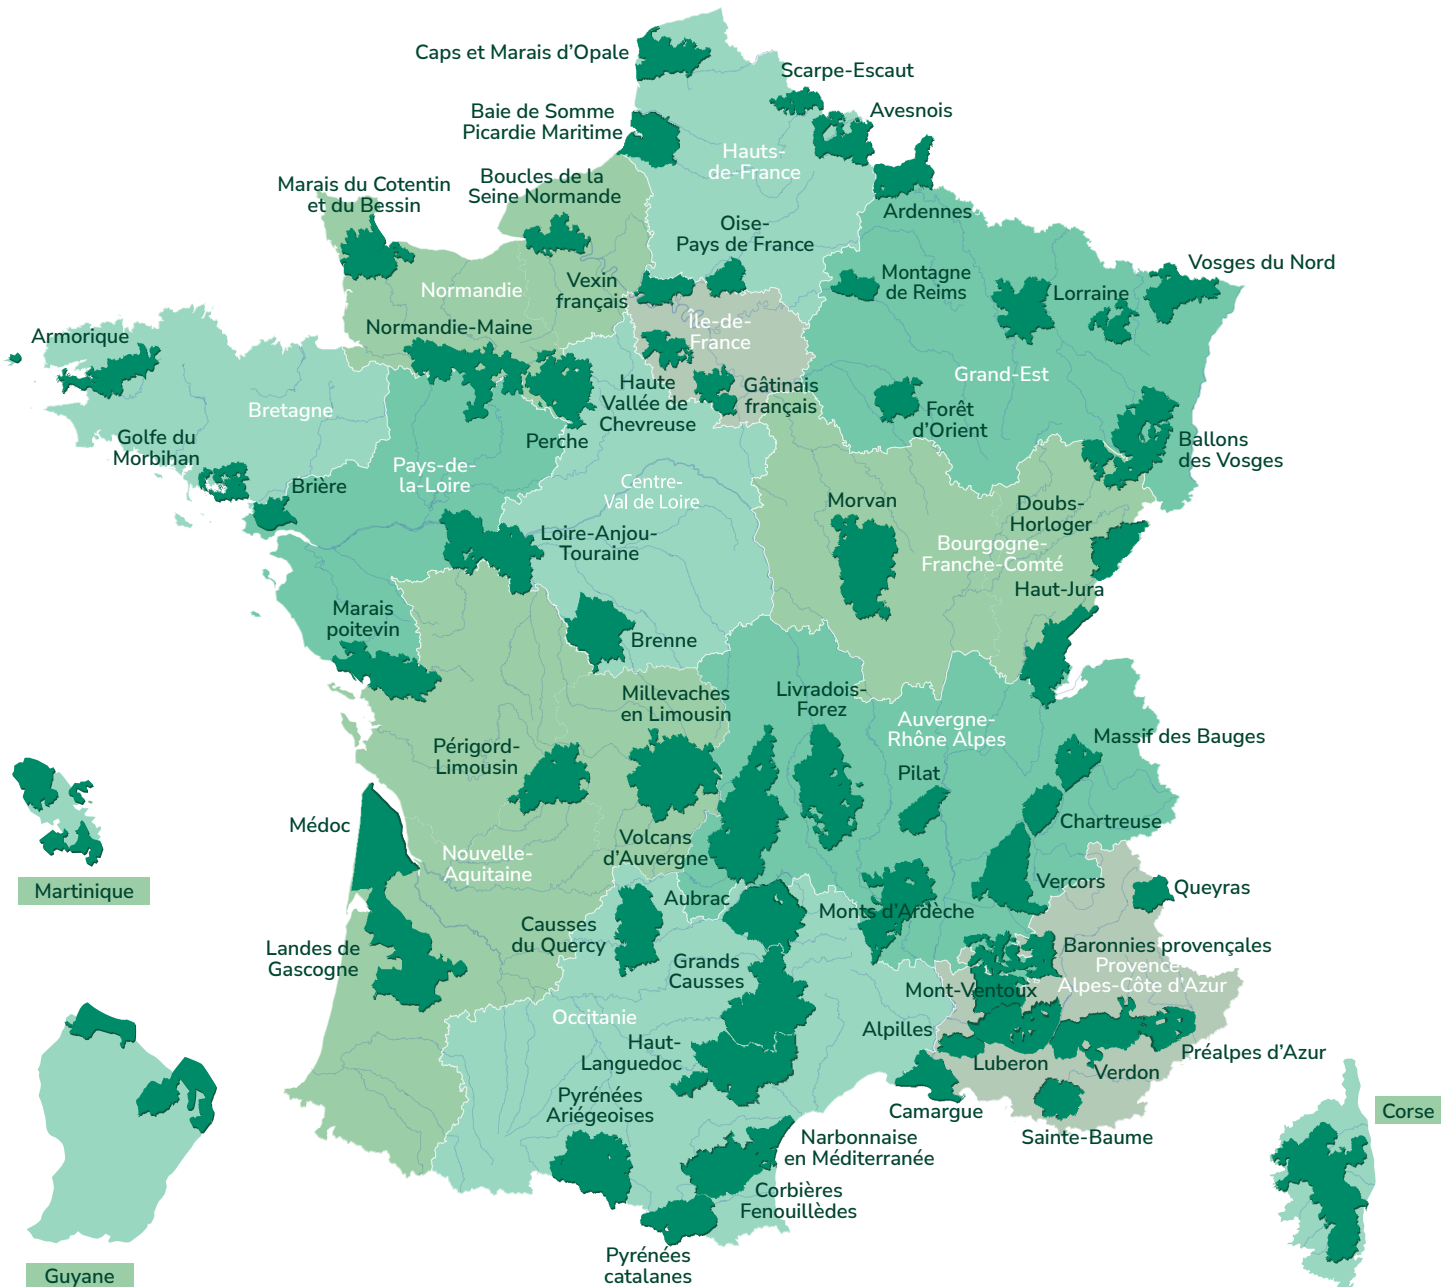 Caps et Marais d’Opale
Scarpe-Escaut
Baie de Somme
Picardie Maritime
Avesnois
Hauts-
de-France
Marais du Cotentin
et du Bessin
Boucles de la
Seine Normande
Ardennes
Oise-
Pays de France
Vexin
français
Normandie
Montagne
de Reims
Lorraine
Vosges du Nord
Armorique
Normandie-Maine
Île-de-
France
Grand-Est
Bretagne
Haute
Vallée de
Chevreuse
Gâtinais
français
Forêt
d’Orient
Golfe du
Morbihan
Perche
Ballons
des Vosges
Brière
Pays-de-
la-Loire
Centre-
Val de Loire
Morvan
Doubs-
Horloger
Loire-Anjou-
Touraine
Bourgogne-
Franche-Comté
Haut-Jura
Marais
poitevin
Brenne
Millevaches
en Limousin
Livradois-
Forez
Auvergne-
Rhône Alpes
Massif des Bauges
Périgord-
Limousin
Pilat
Médoc
Chartreuse
Nouvelle-
Aquitaine
Volcans
d’Auvergne
Martinique
Vercors
Queyras
Aubrac
Monts d’Ardèche
Causses
du Quercy
Landes de
Gascogne
Grands
Causses
Baronnies provençales
Provence
Alpes-Côte d’Azur
Mont-Ventoux
Occitanie
Alpilles
Haut-
Languedoc
Luberon
Verdon
Préalpes d’Azur
Pyrénées
Ariégeoises
Camargue
Sainte-Baume
Corse
Narbonnaise
en Méditerranée
Corbières
Fenouillèdes
Pyrénées
catalanes
Guyane